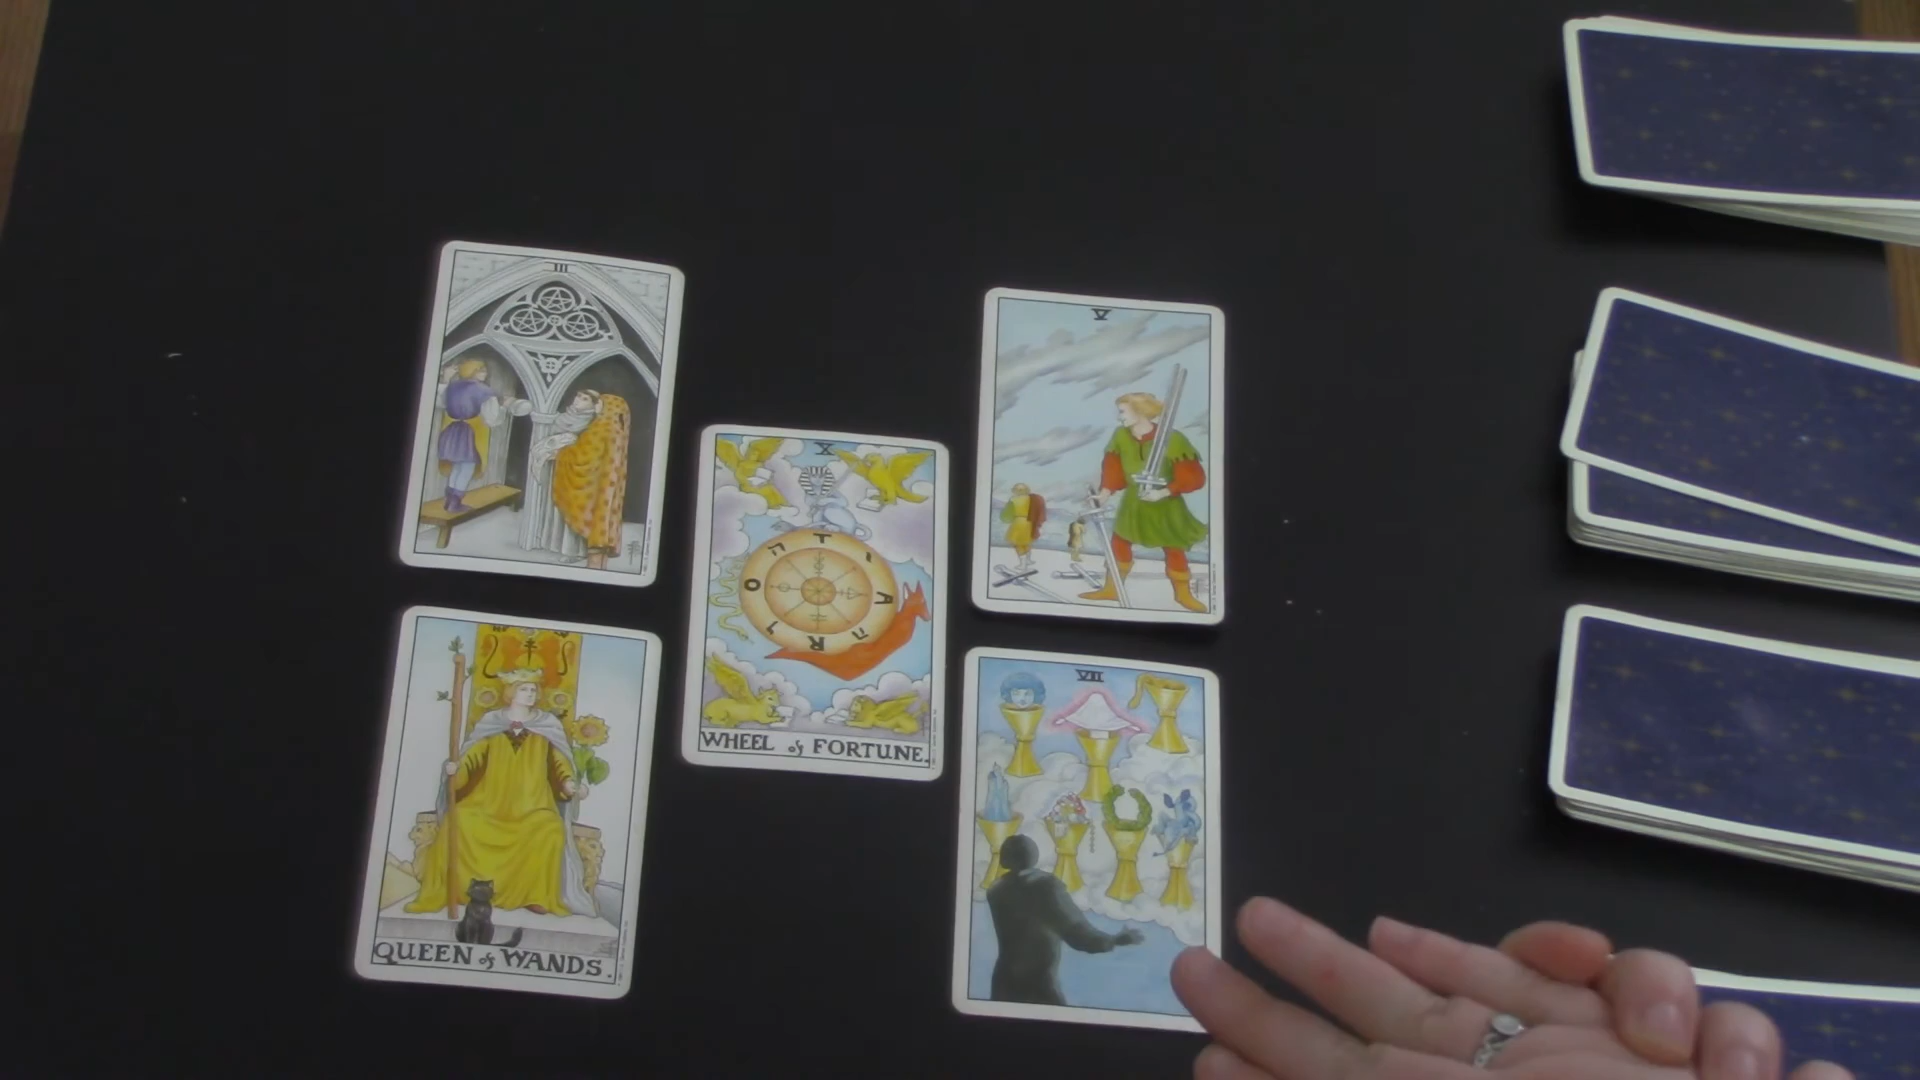 III
V
X
T
A
R
O
י
ה
ו
ה
WHEEL of FORTUNE.
VII
QUEEN of WANDS.